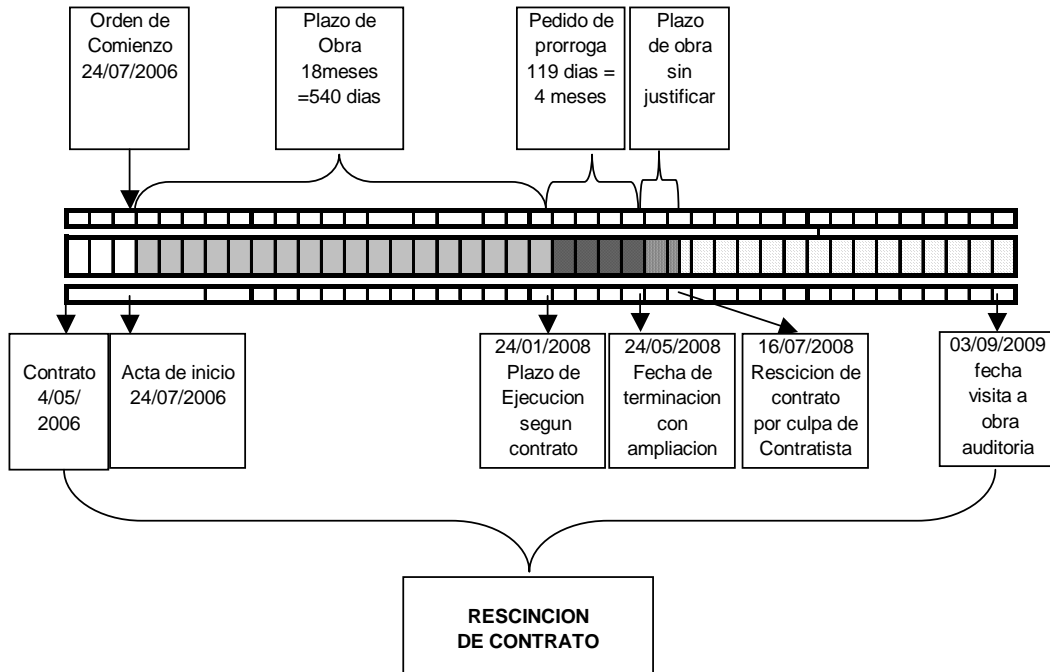 Orden de
Comienzo
24/07/2006
Plazo de
Obra
18meses
=540 dias
Pedido de
prorroga
119 dias =
4 meses
Plazo
de obra
sin
justificar
Contrato
4/05/
2006
Acta de inicio
24/07/2006
24/01/2008
Plazo de
Ejecucion
segun
contrato
24/05/2008
Fecha de
terminacion
con
ampliacion
16/07/2008
Rescicion de
contrato
por culpa de
Contratista
03/09/2009
fecha
visita a
obra
auditoria
RESCINCION
DE CONTRATO